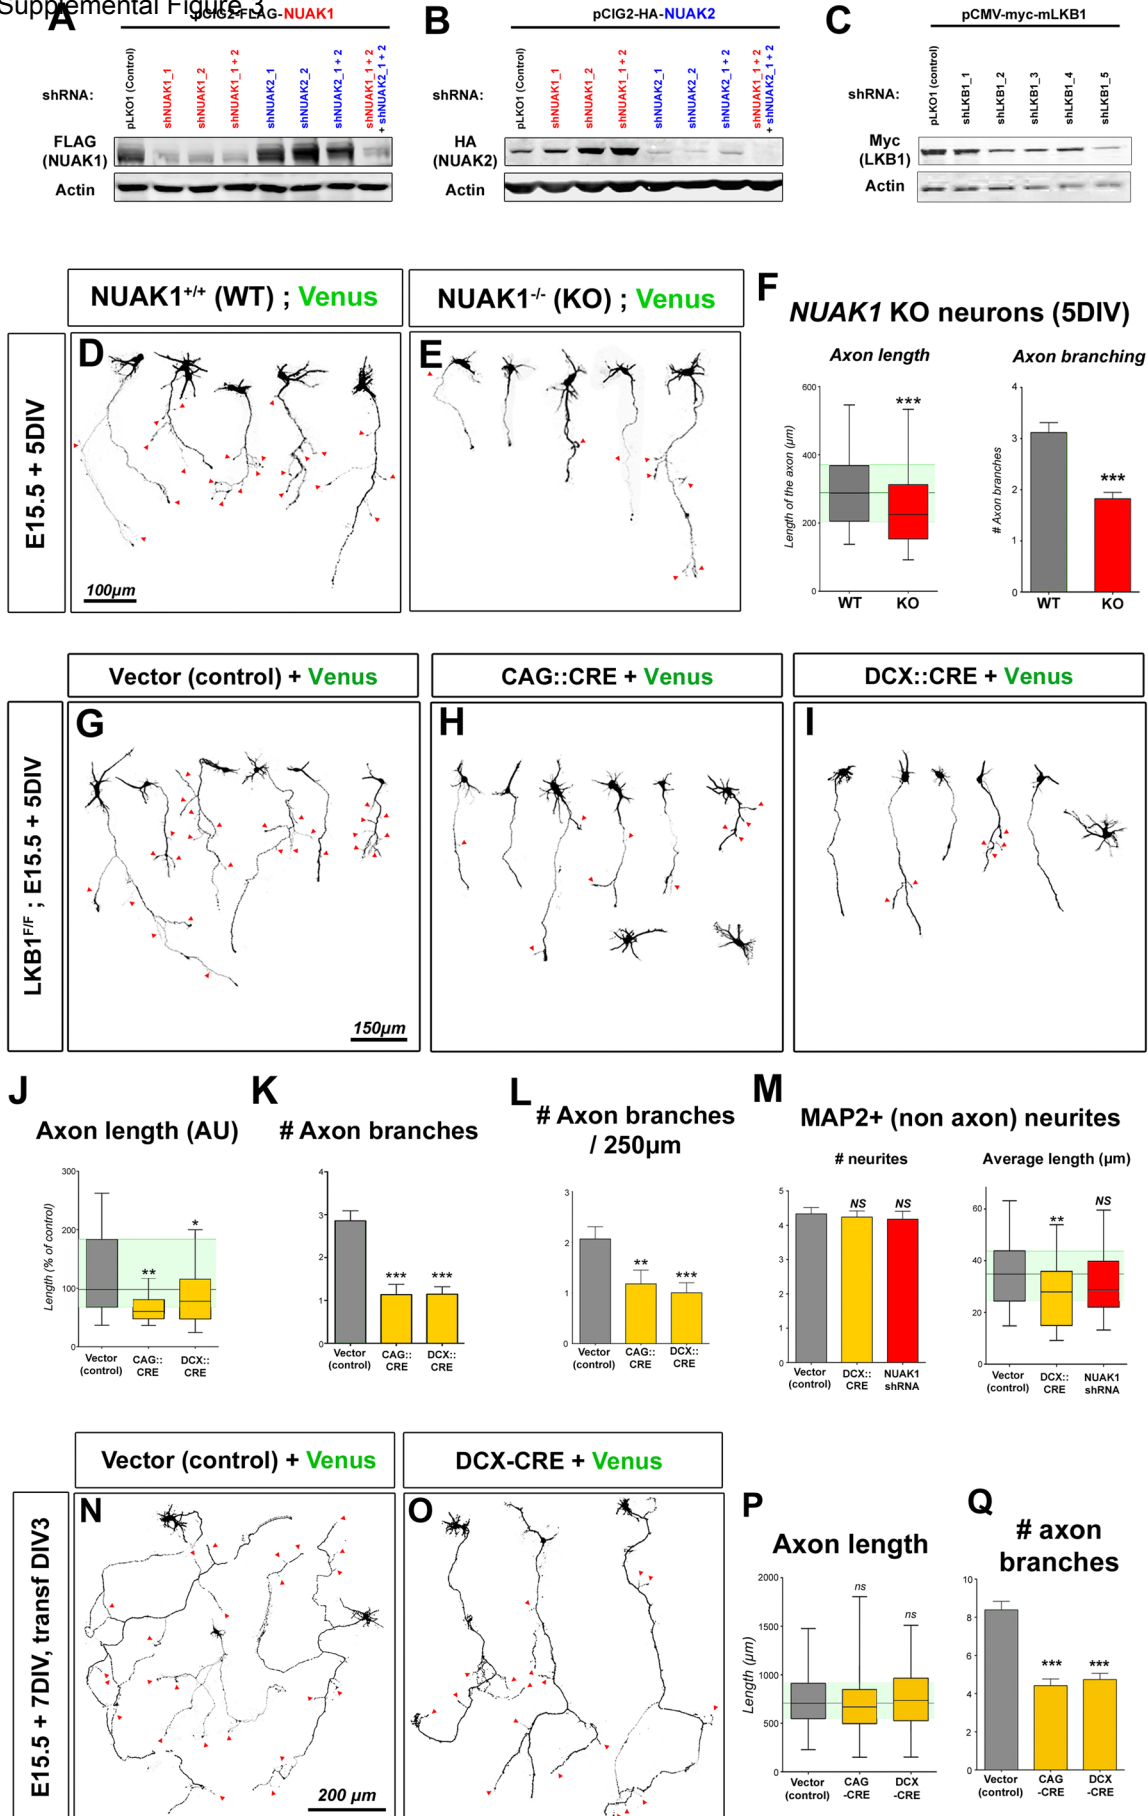 Supplemental Figure 3
A
pCIG2-FLAG-NUAK1
shRNA:
pLKO1 (Control)
shNUAK1_1
shNUAK1_2
shNUAK1_1 + 2
shNUAK2_1
shNUAK2_2
shNUAK2_1 + 2
shNUAK1_1 + 2
+ shNUAK2_1 + 2
FLAG
(NUAK1)
Actin
B
pCIG2-HA-NUAK2
shRNA:
pLKO1 (Control)
shNUAK1_1
shNUAK1_2
shNUAK1_1 + 2
shNUAK2_1
shNUAK2_2
shNUAK2_1 + 2
shNUAK1_1 + 2
+ shNUAK2_1 + 2
HA
(NUAK2)
Actin
C
pCMV-myc-mLKB1
shRNA:
pLKO1 (control)
shLKB1_1
shLKB1_2
shLKB1_3
shLKB1_4
shLKB1_5
Myc
(LKB1)
Actin
NUAK1+/+ (WT) ; Venus
NUAK1-/- (KO) ; Venus
E15.5 + 5DIV
D
100µm
E
F
NUAK1 KO neurons (5DIV)
Axon length
Length of the axon (µm)
600
400
200
0
***
WT
KO
Axon branching
# Axon branches
4
3
2
1
0
***
WT
KO
Vector (control) + Venus
CAG::CRE + Venus
DCX::CRE + Venus
LKB1F/F ; E15.5 + 5DIV
G
150µm
H
I
J
Axon length (AU)
Length (% of control)
300
200
100
0
**
*
Vector
(control)
CAG::
CRE
DCX::
CRE
K
# Axon branches
4
3
2
1
0
***
***
Vector
(control)
CAG::
CRE
DCX::
CRE
L
# Axon branches
/ 250µm
3
2
1
0
**
***
Vector
(control)
CAG::
CRE
DCX::
CRE
M
MAP2+ (non axon) neurites
# neurites
5
4
3
2
1
0
NS
NS
Vector
(control)
DCX::
CRE
NUAK1
shRNA
Average length (µm)
60
40
20
0
**
NS
Vector
(control)
DCX::
CRE
NUAK1
shRNA
Vector (control) + Venus
DCX-CRE + Venus
E15.5 + 7DIV, transf DIV3
N
200 µm
O
P
Axon length
Length (µm)
2000
1500
1000
500
0
ns
ns
Vector
(control)
CAG
-CRE
DCX
-CRE
Q
# axon
branches
10
8
6
4
2
0
***
***
Vector
(control)
CAG
-CRE
DCX
-CRE